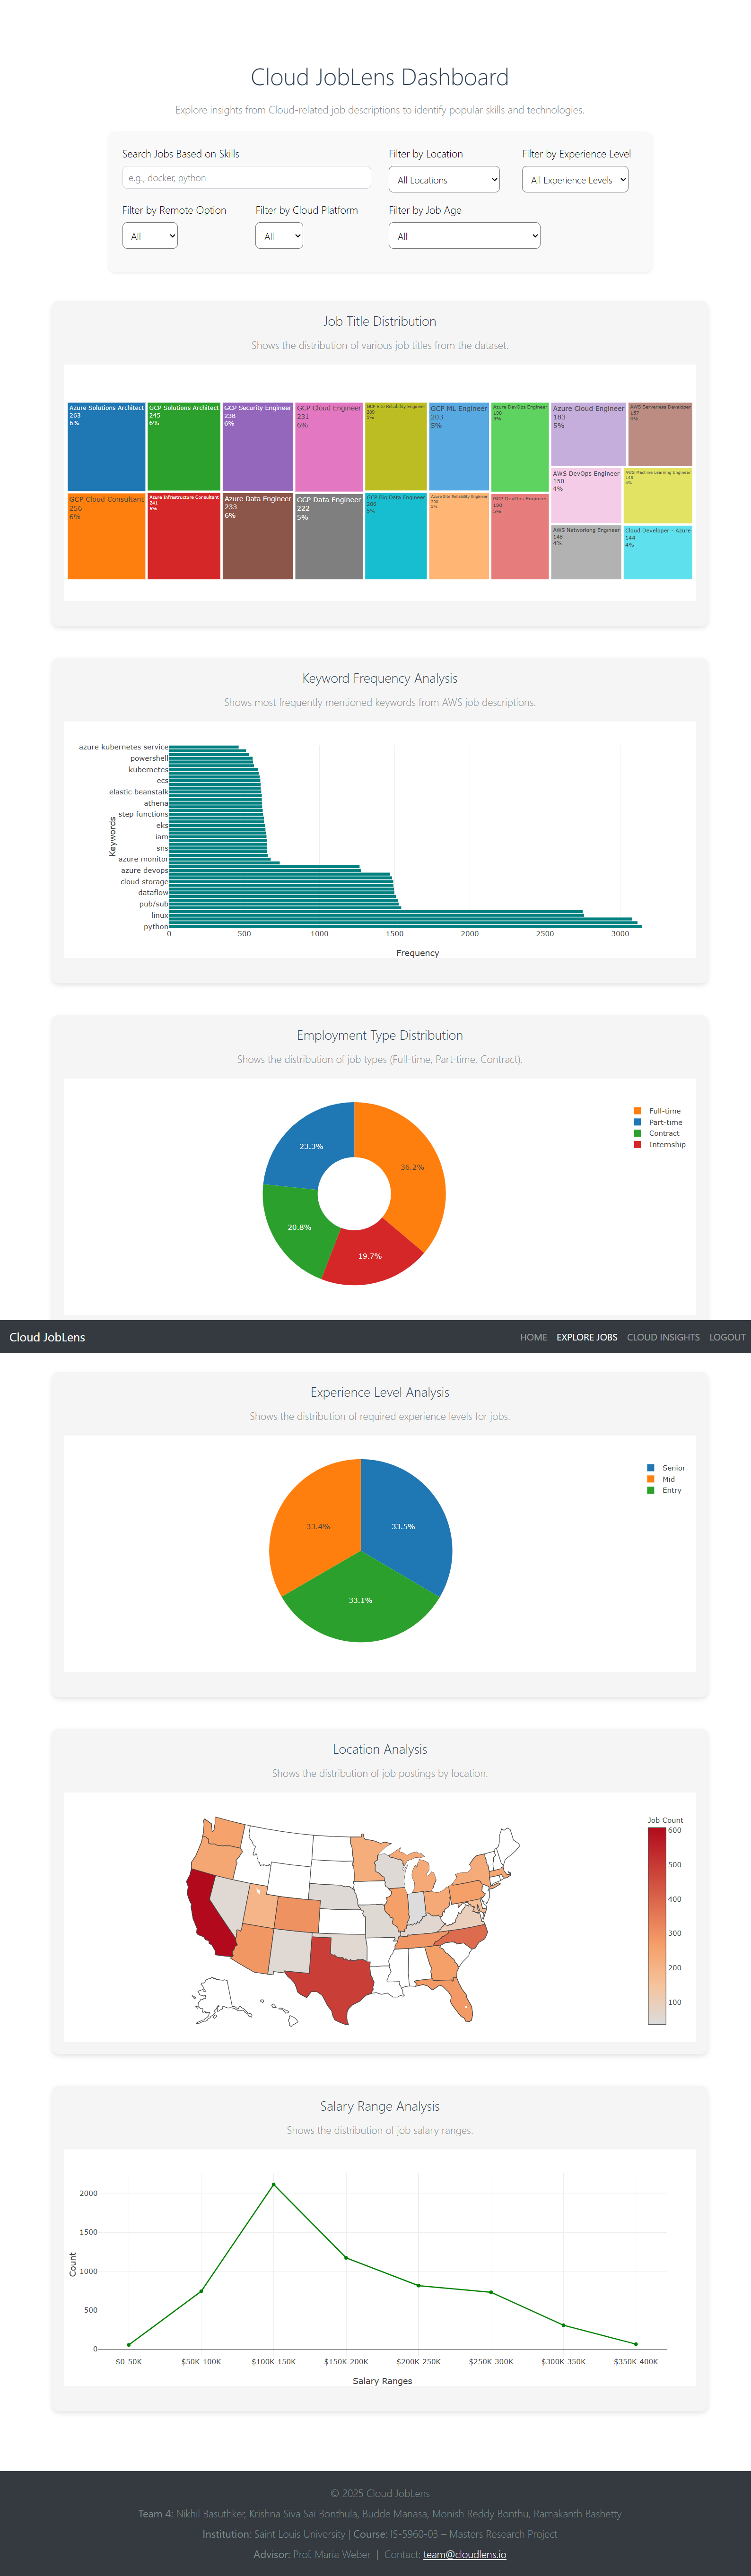 Cloud JobLens Dashboard
Explore insights from Cloud-related job descriptions to identify popular skills and technologies.
Search Jobs Based on Skills
e.g., docker, python
Filter by Location
All Locations
Filter by Experience Level
All Experience Levels
Filter by Remote Option
All
Filter by Cloud Platform
All
Filter by Job Age
All
Job Title Distribution
Shows the distribution of various job titles from the dataset.
Azure Solutions Architect
263
6%
GCP Solutions Architect
245
6%
GCP Security Engineer
238
6%
GCP Cloud Engineer
231
6%
GCP Site Reliability Engineer
209
5%
GCP ML Engineer
203
5%
Azure DevOps Engineer
5%
Azure Cloud Engineer
183
5%
AWS Serverless Developer
157
4%
GCP Cloud Consultant
256
6%
Azure Infrastructure Consultant
241
6%
Azure Data Engineer
233
6%
GCP Data Engineer
222
5%
GCP Big Data Engineer
5%
Azure Site Reliability Engineer
5%
GCP DevOps Engineer
5%
AWS DevOps Engineer
150
4%
AWS Machine Learning Engineer
4%
AWS Networking Engineer
148
4%
Cloud Developer - Azure
144
4%
Keyword Frequency Analysis
Shows most frequently mentioned keywords from AWS job descriptions.
azure kubernetes service
powershell
kubernetes
ecs
elastic beanstalk
athena
step functions
eks
iam
sns
azure monitor
azure devops
cloud storage
dataflow
pub/sub
linux
python
Keywords
0
500
1000
1500
2000
2500
3000
Frequency
Employment Type Distribution
Shows the distribution of job types (Full-time, Part-time, Contract).
23.3%
36.2%
20.8%
19.7%
Full-time
Part-time
Contract
Internship
Cloud JobLens
HOME
EXPLORE JOBS
CLOUD INSIGHTS
LOGOUT
Experience Level Analysis
Shows the distribution of required experience levels for jobs.
33.4%
33.5%
33.1%
Senior
Mid
Entry
Location Analysis
Shows the distribution of job postings by location.
Job Count
600
500
400
300
200
100
Salary Range Analysis
Shows the distribution of job salary ranges.
2000
1500
1000
500
0
Count
$0-50K
$50K-100K
$100K-150K
$150K-200K
$200K-250K
$250K-300K
$300K-350K
$350K-400K
Salary Ranges
© 2025 Cloud JobLens
Team 4: Nikhil Basuthker, Krishna Siva Sai Bonthula, Budde Manasa, Monish Reddy Bonthu, Ramakanth Bashetty
Institution: Saint Louis University | Course: IS-5960-03 – Masters Research Project
Advisor: Prof. Maria Weber | Contact: team@cloudlens.io